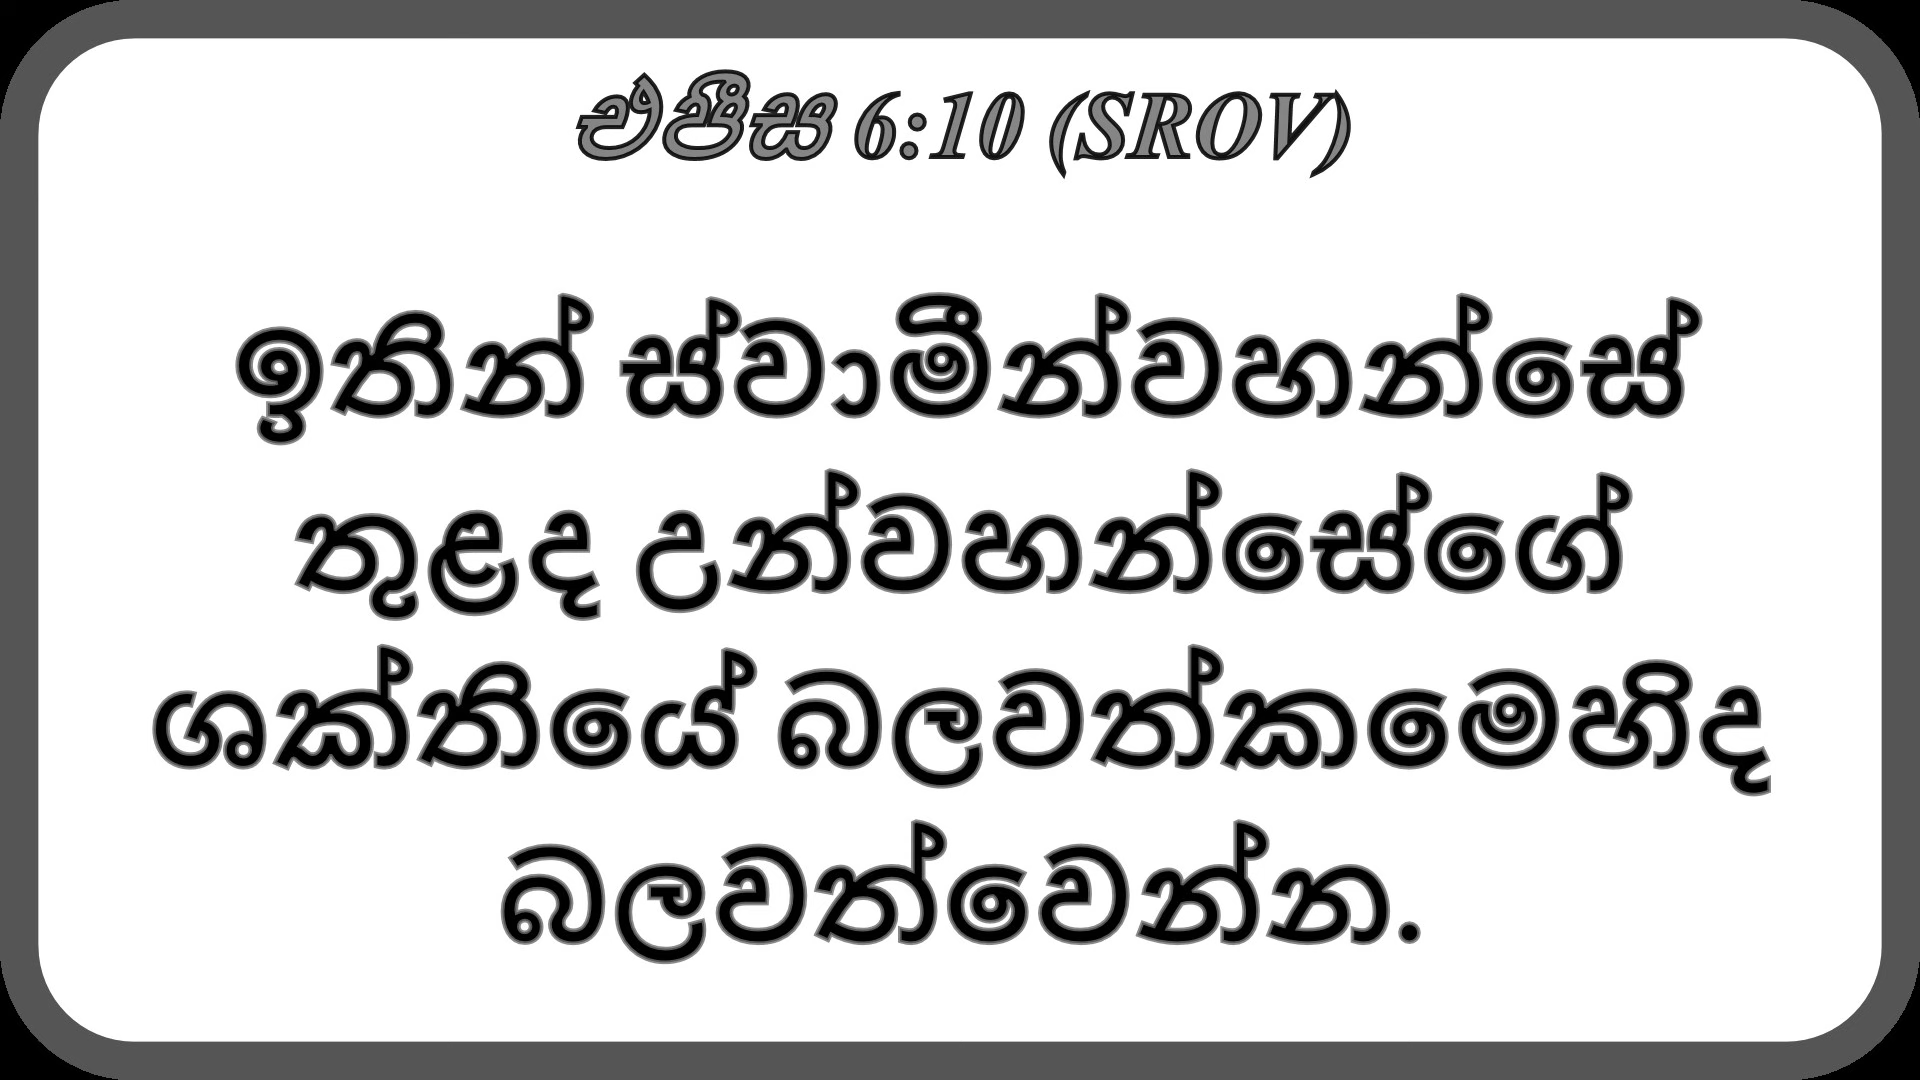 එපීස 6:10 (SROV)
ඉතින් ස්වාමීන්වහන්සේ
තුළද උන්වහන්සේගේ
ශක්තියේ බලවත්කමෙහිද
බලවත්වෙන්න.